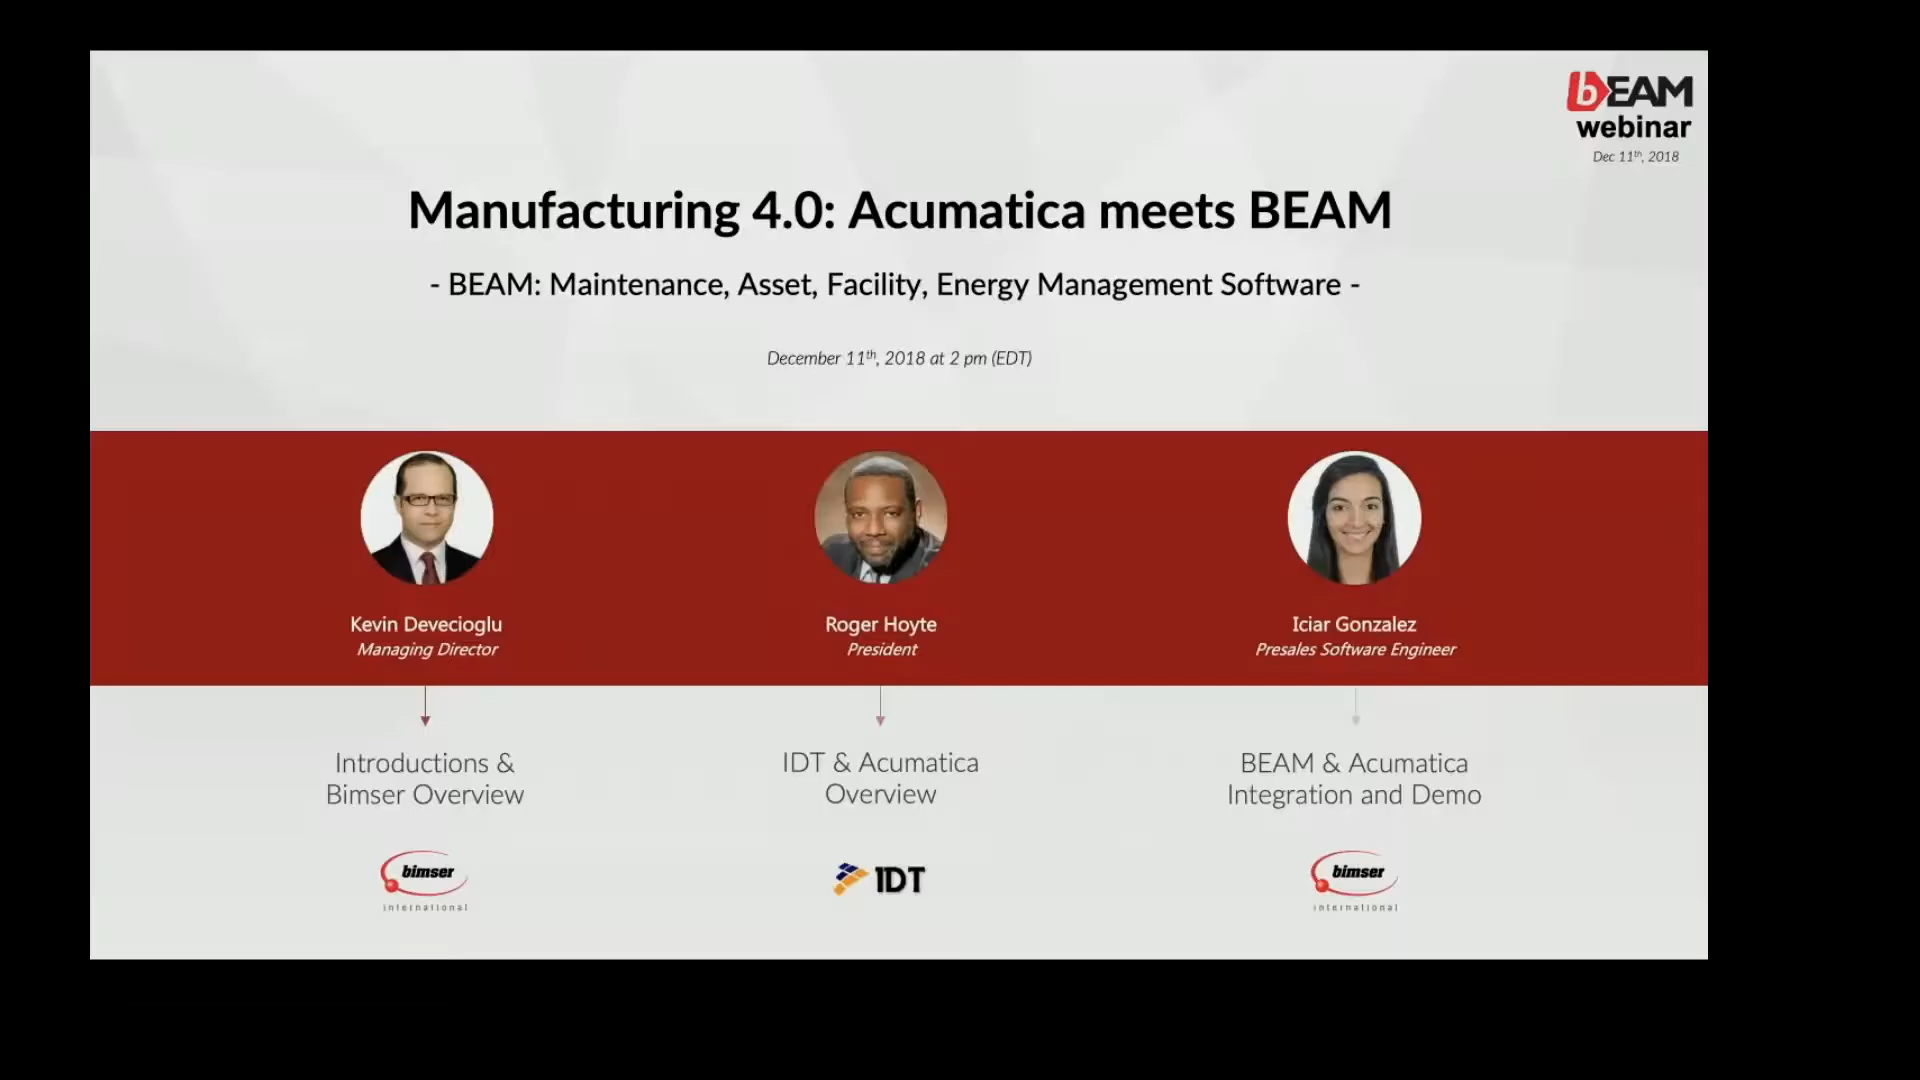 bEAM
webinar
Dec 11th, 2018
Manufacturing 4.0: Acumatica meets BEAM
- BEAM: Maintenance, Asset, Facility, Energy Management Software -
December 11th, 2018 at 2 pm (EDT)
Kevin Devecioglu
Managing Director
Roger Hoyte
President
Iciar Gonzalez
Presales Software Engineer
Introductions &
Bimser Overview
IDT & Acumatica
Overview
BEAM & Acumatica
Integration and Demo
bimser
international
IDT
bimser
international